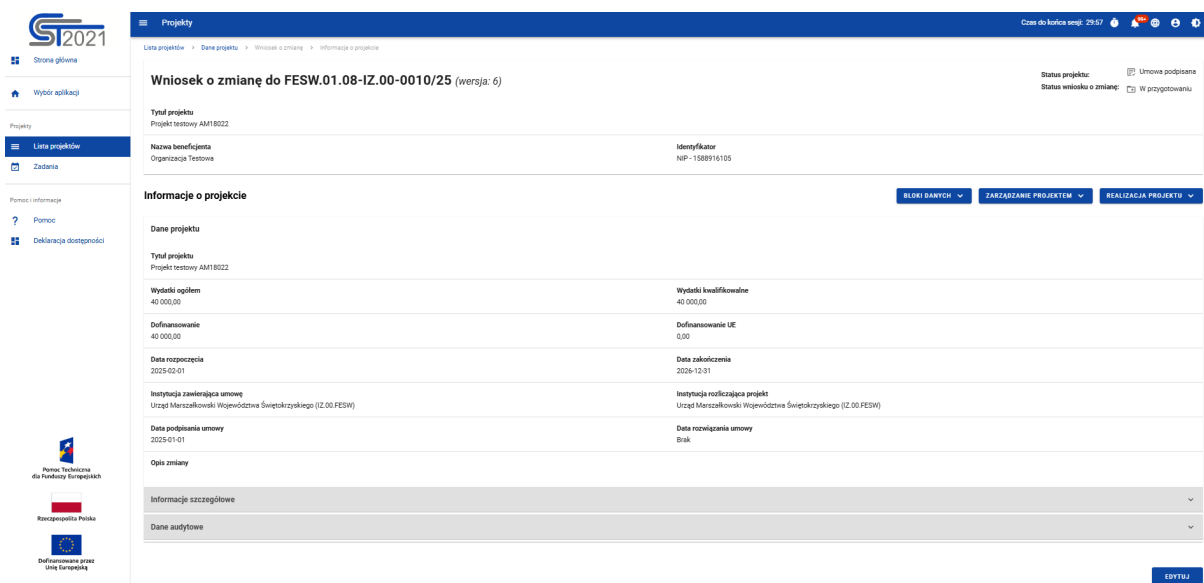 CST2021
Projekty
Czas do końca sesji: 29:57
99+
Lista projektów > Dane projektu > Wniosek o zmianę > Informacje o projekcie
Strona główna
Wybór aplikacji
Projekty
Lista projektów
Zadania
Pomoc i informacje
? Pomoc
Deklaracja dostępności
Wniosek o zmianę do FESW.01.08-IZ.00-0010/25 (wersja: 6)
Status projektu: Umowa podpisana
Status wniosku o zmianę: W przygotowaniu
Tytuł projektu
Projekt testowy AM18022
Nazwa beneficjenta
Organizacja Testowa
Identyfikator
NIP - 1588916105
Informacje o projekcie
BLOKI DANYCH
ZARZĄDZANIE PROJEKTEM
REALIZACJA PROJEKTU
Dane projektu
Tytuł projektu
Projekt testowy AM18022
Wydatki ogółem
40 000,00
Wydatki kwalifikowalne
40 000,00
Dofinansowanie
40 000,00
Dofinansowanie UE
0,00
Data rozpoczęcia
2025-02-01
Data zakończenia
2026-12-31
Instytucja zawierająca umowę
Urząd Marszałkowski Województwa Świętokrzyskiego (IZ.00.FESW)
Instytucja rozliczająca projekt
Urząd Marszałkowski Województwa Świętokrzyskiego (IZ.00.FESW)
Data podpisania umowy
2025-01-01
Data rozwiązania umowy
Brak
Opis zmiany
Informacje szczegółowe
Dane audytowe
EDYTUJ
Pomoc Techniczna
dla Funduszy Europejskich
Rzeczpospolita Polska
Dofinansowane przez
Unię Europejską